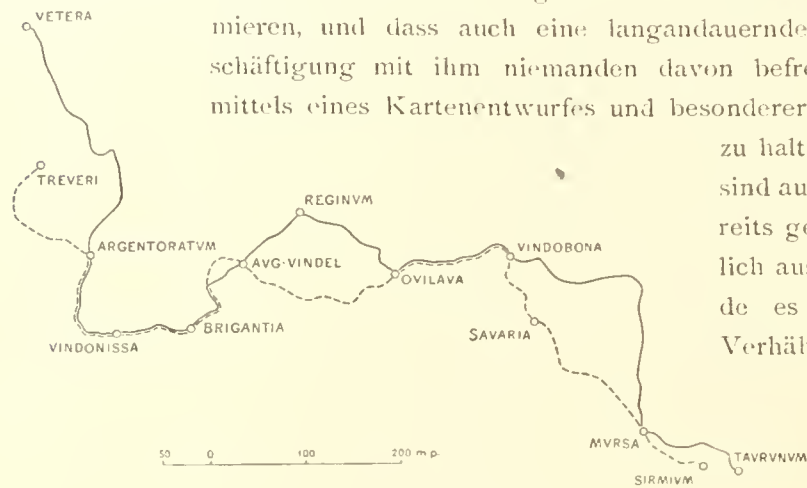 mieren, und dass auch eine langandauernde
schäftigung mit ihm niemanden davon befre
mittels eines Kartenentwurfes und besonderer
zu halt
sind au
reits ge
lich aus
de es
Verhäl
VETERA
TREVERI
ARGENTORATVM
VINDONISSA
BRIGANTIA
AVG·VINDEL
REGINVM
OVILAVA
VINDOBONA
SAVARIA
MVRSA
SIRMIVM
TAVRVNVM
50 0 100 200 m.p.